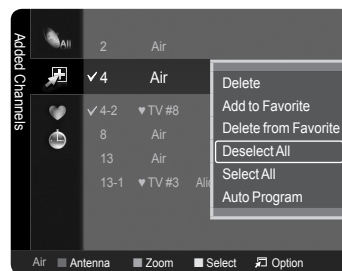 Added Channels
All
2 Air
✔ 4 Air
✔ 4-2 ♥ TV #8
8 Air
13 Air
13-1 ♥ TV #3 Alic
Delete
Add to Favorite
Delete from Favorite
Deselect All
Select All
Auto Program
Air Antenna Zoom Select Option